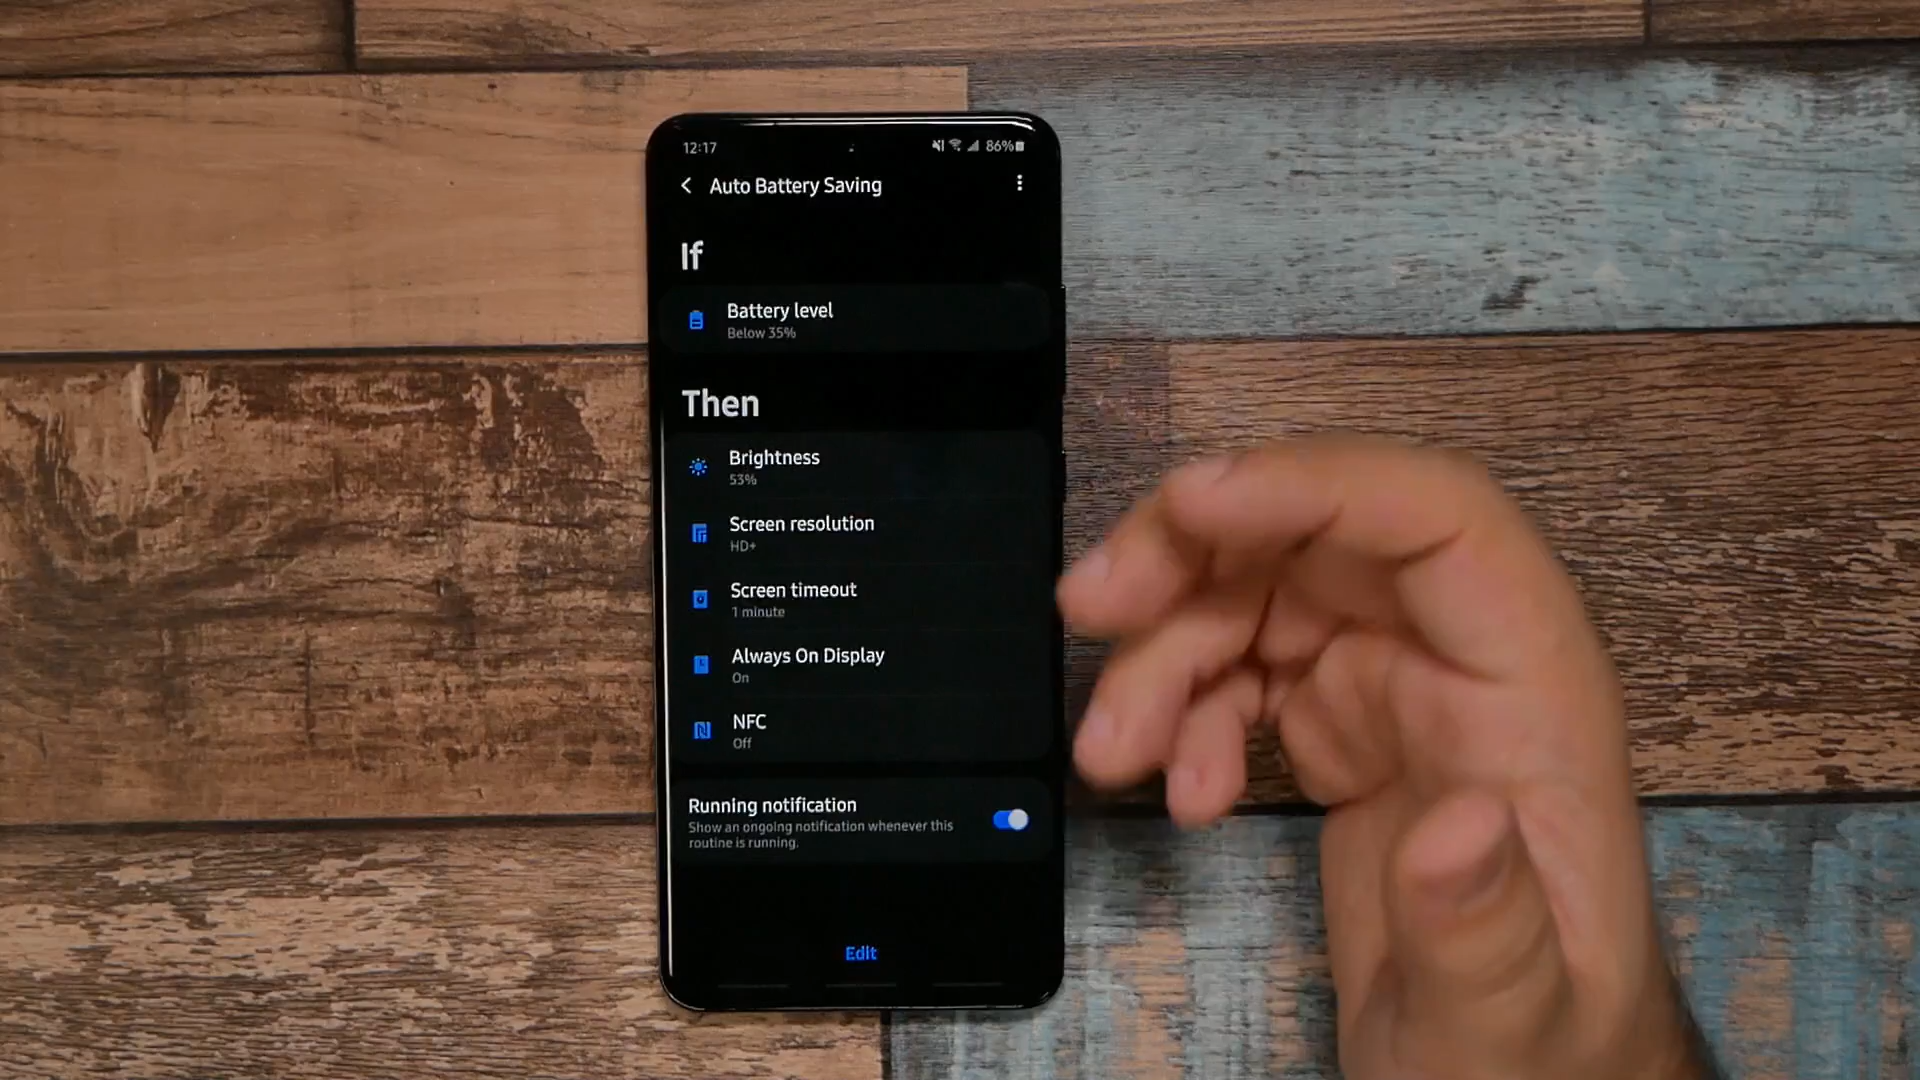 12:17
86%
Auto Battery Saving
If
Battery level
Below 35%
Then
Brightness
53%
Screen resolution
HD+
Screen timeout
1 minute
Always On Display
On
NFC
Off
Running notification
Show an ongoing notification whenever this
routine is running.
Edit